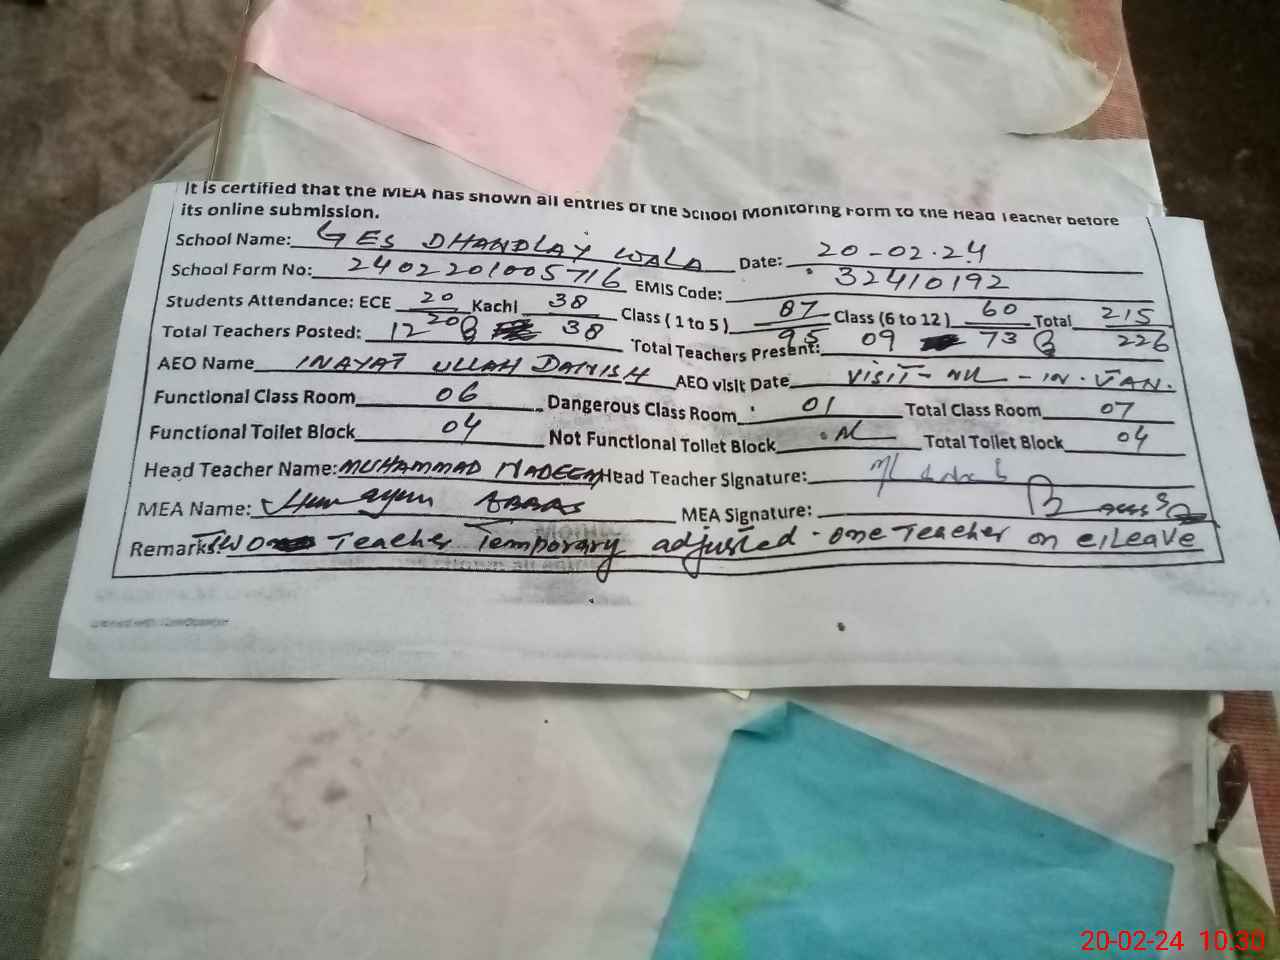 It is certified that the MEA has shown all entries of the School Monitoring Form to the Head Teacher before
its online submission.
School Name: GES DHANDLAY WALA Date: 20-02-24
School Form No: 2402201005716 EMIS Code: 32410192
Students Attendance: ECE 20 Kachi 38 Class ( 1 to 5 ) 87 Class (6 to 12 ) 60 Total 215
20 38 95 73 226
Total Teachers Posted: 12 Total Teachers Present: 09
AEO Name INAYAT ULLAH DANISH AEO visit Date VISIT - NIL - IN. JAN.
Functional Class Room 06 Dangerous Class Room 01 Total Class Room 07
Functional Toilet Block 04 Not Functional Toilet Block NIL Total Toilet Block 04
Head Teacher Name: MUHAMMAD NADEEM Head Teacher Signature:
MEA Name: Humayun ABBAS MEA Signature:
Remarks Two Teacher Temporary adjusted - one Teacher on e/Leave
20-02-24 10:30